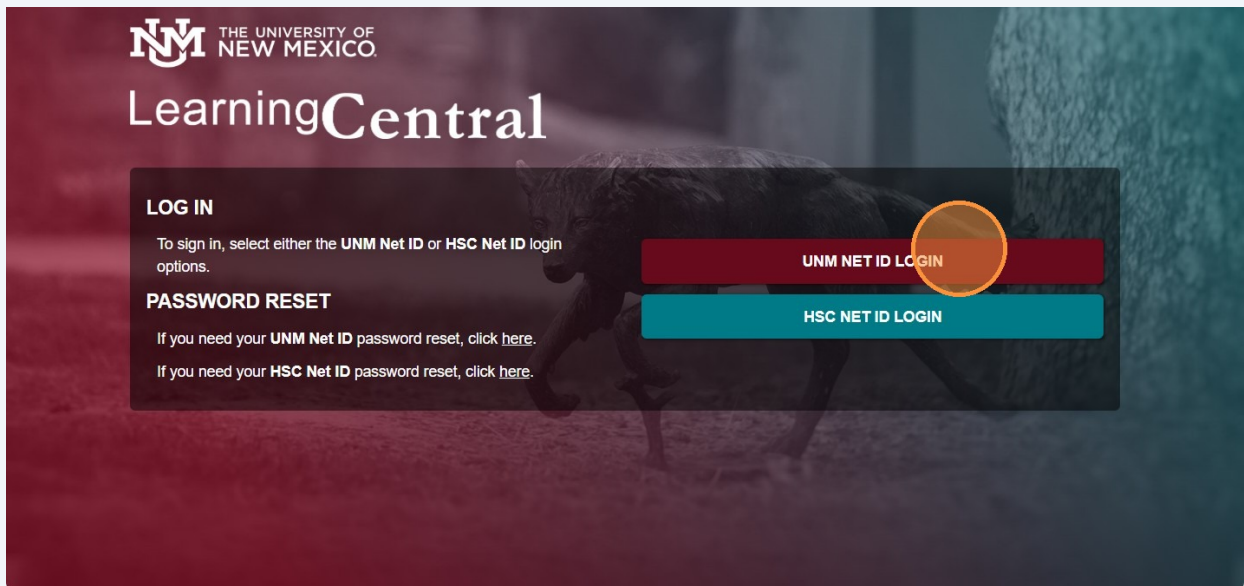 UNM THE UNIVERSITY OF
NEW MEXICO.
LearningCentral
LOG IN
To sign in, select either the UNM Net ID or HSC Net ID login
options.
PASSWORD RESET
If you need your UNM Net ID password reset, click here.
If you need your HSC Net ID password reset, click here.
UNM NET ID LOGIN
HSC NET ID LOGIN